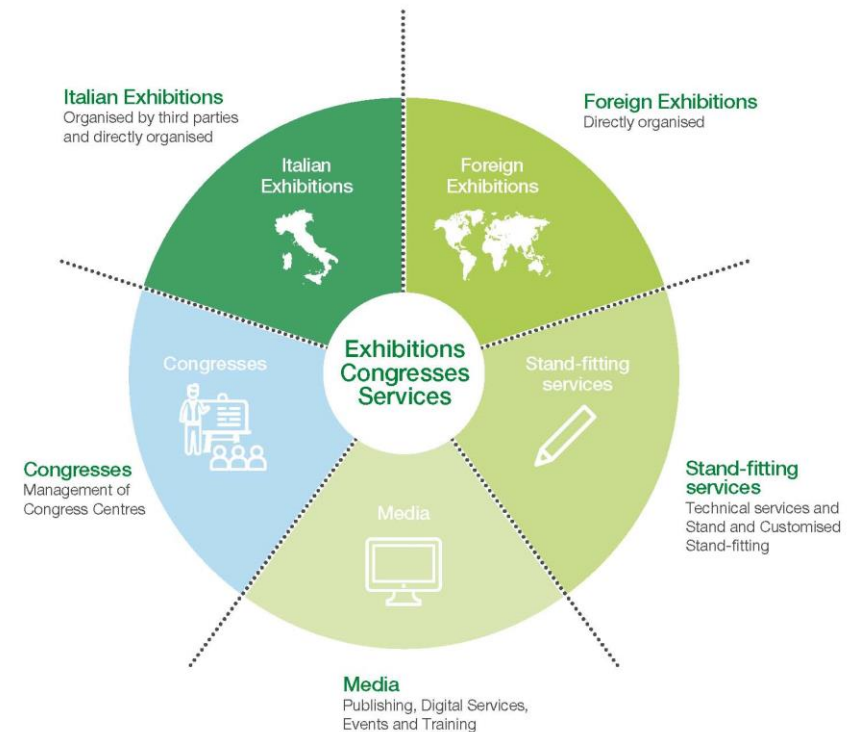 Italian Exhibitions
Organised by third parties
and directly organised
Foreign Exhibitions
Directly organised
Italian
Exhibitions
Foreign
Exhibitions
Exhibitions
Congresses
Services
Congresses
Stand-fitting
services
Media
Congresses
Management of
Congress Centres
Stand-fitting
services
Technical services and
Stand and Customised
Stand-fitting
Media
Publishing, Digital Services,
Events and Training